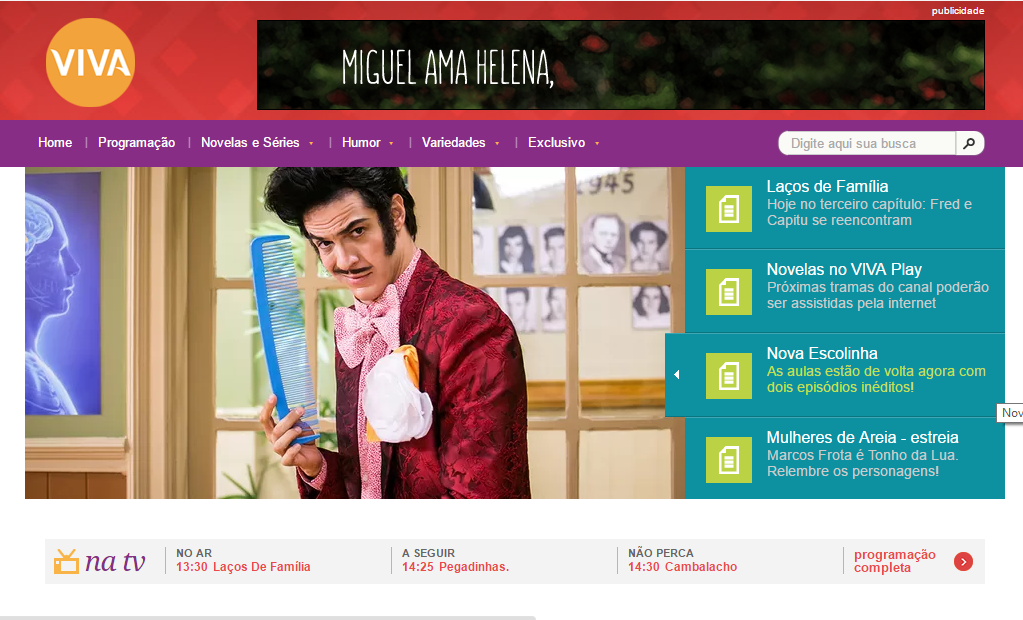 publicidade
VIVA
MIGUEL AMA HELENA,
Home
Programação
Novelas e Séries
Humor
Variedades
Exclusivo
Digite aqui sua busca
1945
Laços de Família
Hoje no terceiro capítulo: Fred e
Capitu se reencontram
Novelas no VIVA Play
Próximas tramas do canal poderão
ser assistidas pela internet
Nova Escolinha
As aulas estão de volta agora com
dois episódios inéditos!
Nov
Mulheres de Areia - estreia
Marcos Frota é Tonho da Lua.
Relembre os personagens!
na tv
NO AR
13:30 Laços De Família
A SEGUIR
14:25 Pegadinhas.
NÃO PERCA
14:30 Cambalacho
programação
completa